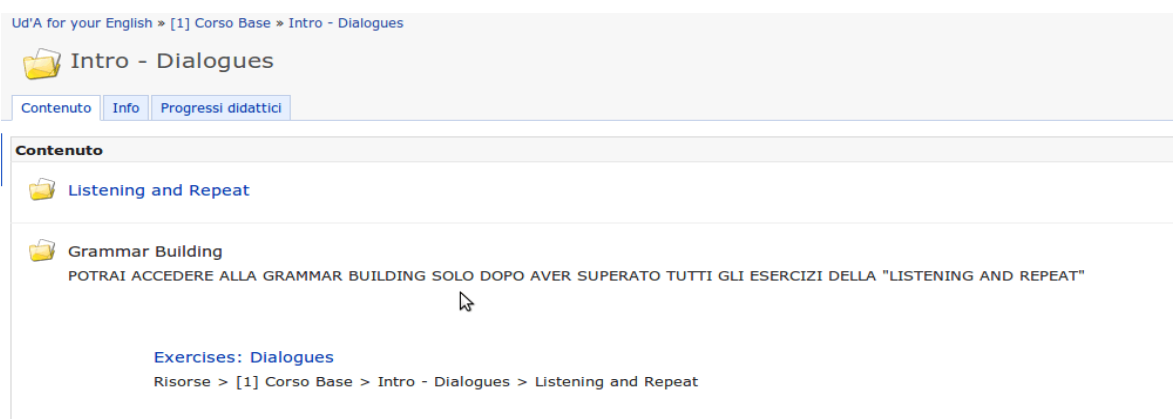 Ud'A for your English » [1] Corso Base » Intro - Dialogues
Intro - Dialogues
Contenuto Info Progressi didattici
Contenuto
Listening and Repeat
Grammar Building
POTRAI ACCEDERE ALLA GRAMMAR BUILDING SOLO DOPO AVER SUPERATO TUTTI GLI ESERCIZI DELLA "LISTENING AND REPEAT"
Exercises: Dialogues
Risorse > [1] Corso Base > Intro - Dialogues > Listening and Repeat